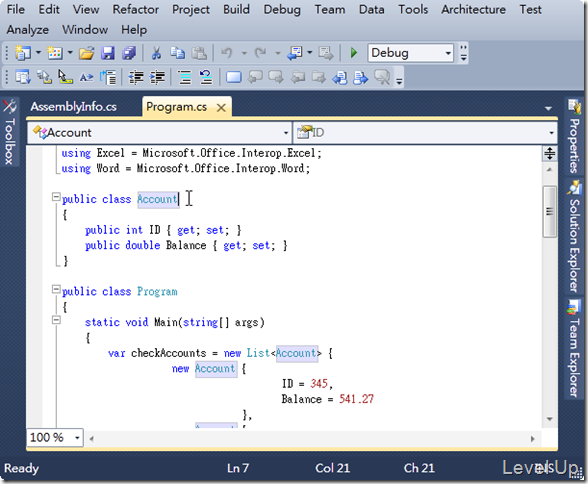 File Edit View Refactor Project Build Debug Team Data Tools Architecture Test
Analyze Window Help
Debug
AssemblyInfo.cs Program.cs
Account ID
Toolbox
Properties
Solution Explorer
Team Explorer
using Excel = Microsoft.Office.Interop.Excel;
using Word = Microsoft.Office.Interop.Word;
public class Account
{
public int ID { get; set; }
public double Balance { get; set; }
}
public class Program
{
static void Main(string[] args)
{
var checkAccounts = new List<Account> {
new Account {
ID = 345,
Balance = 541.27
},
100 %
Ready Ln 7 Col 21 Ch 21 INS
Level Up